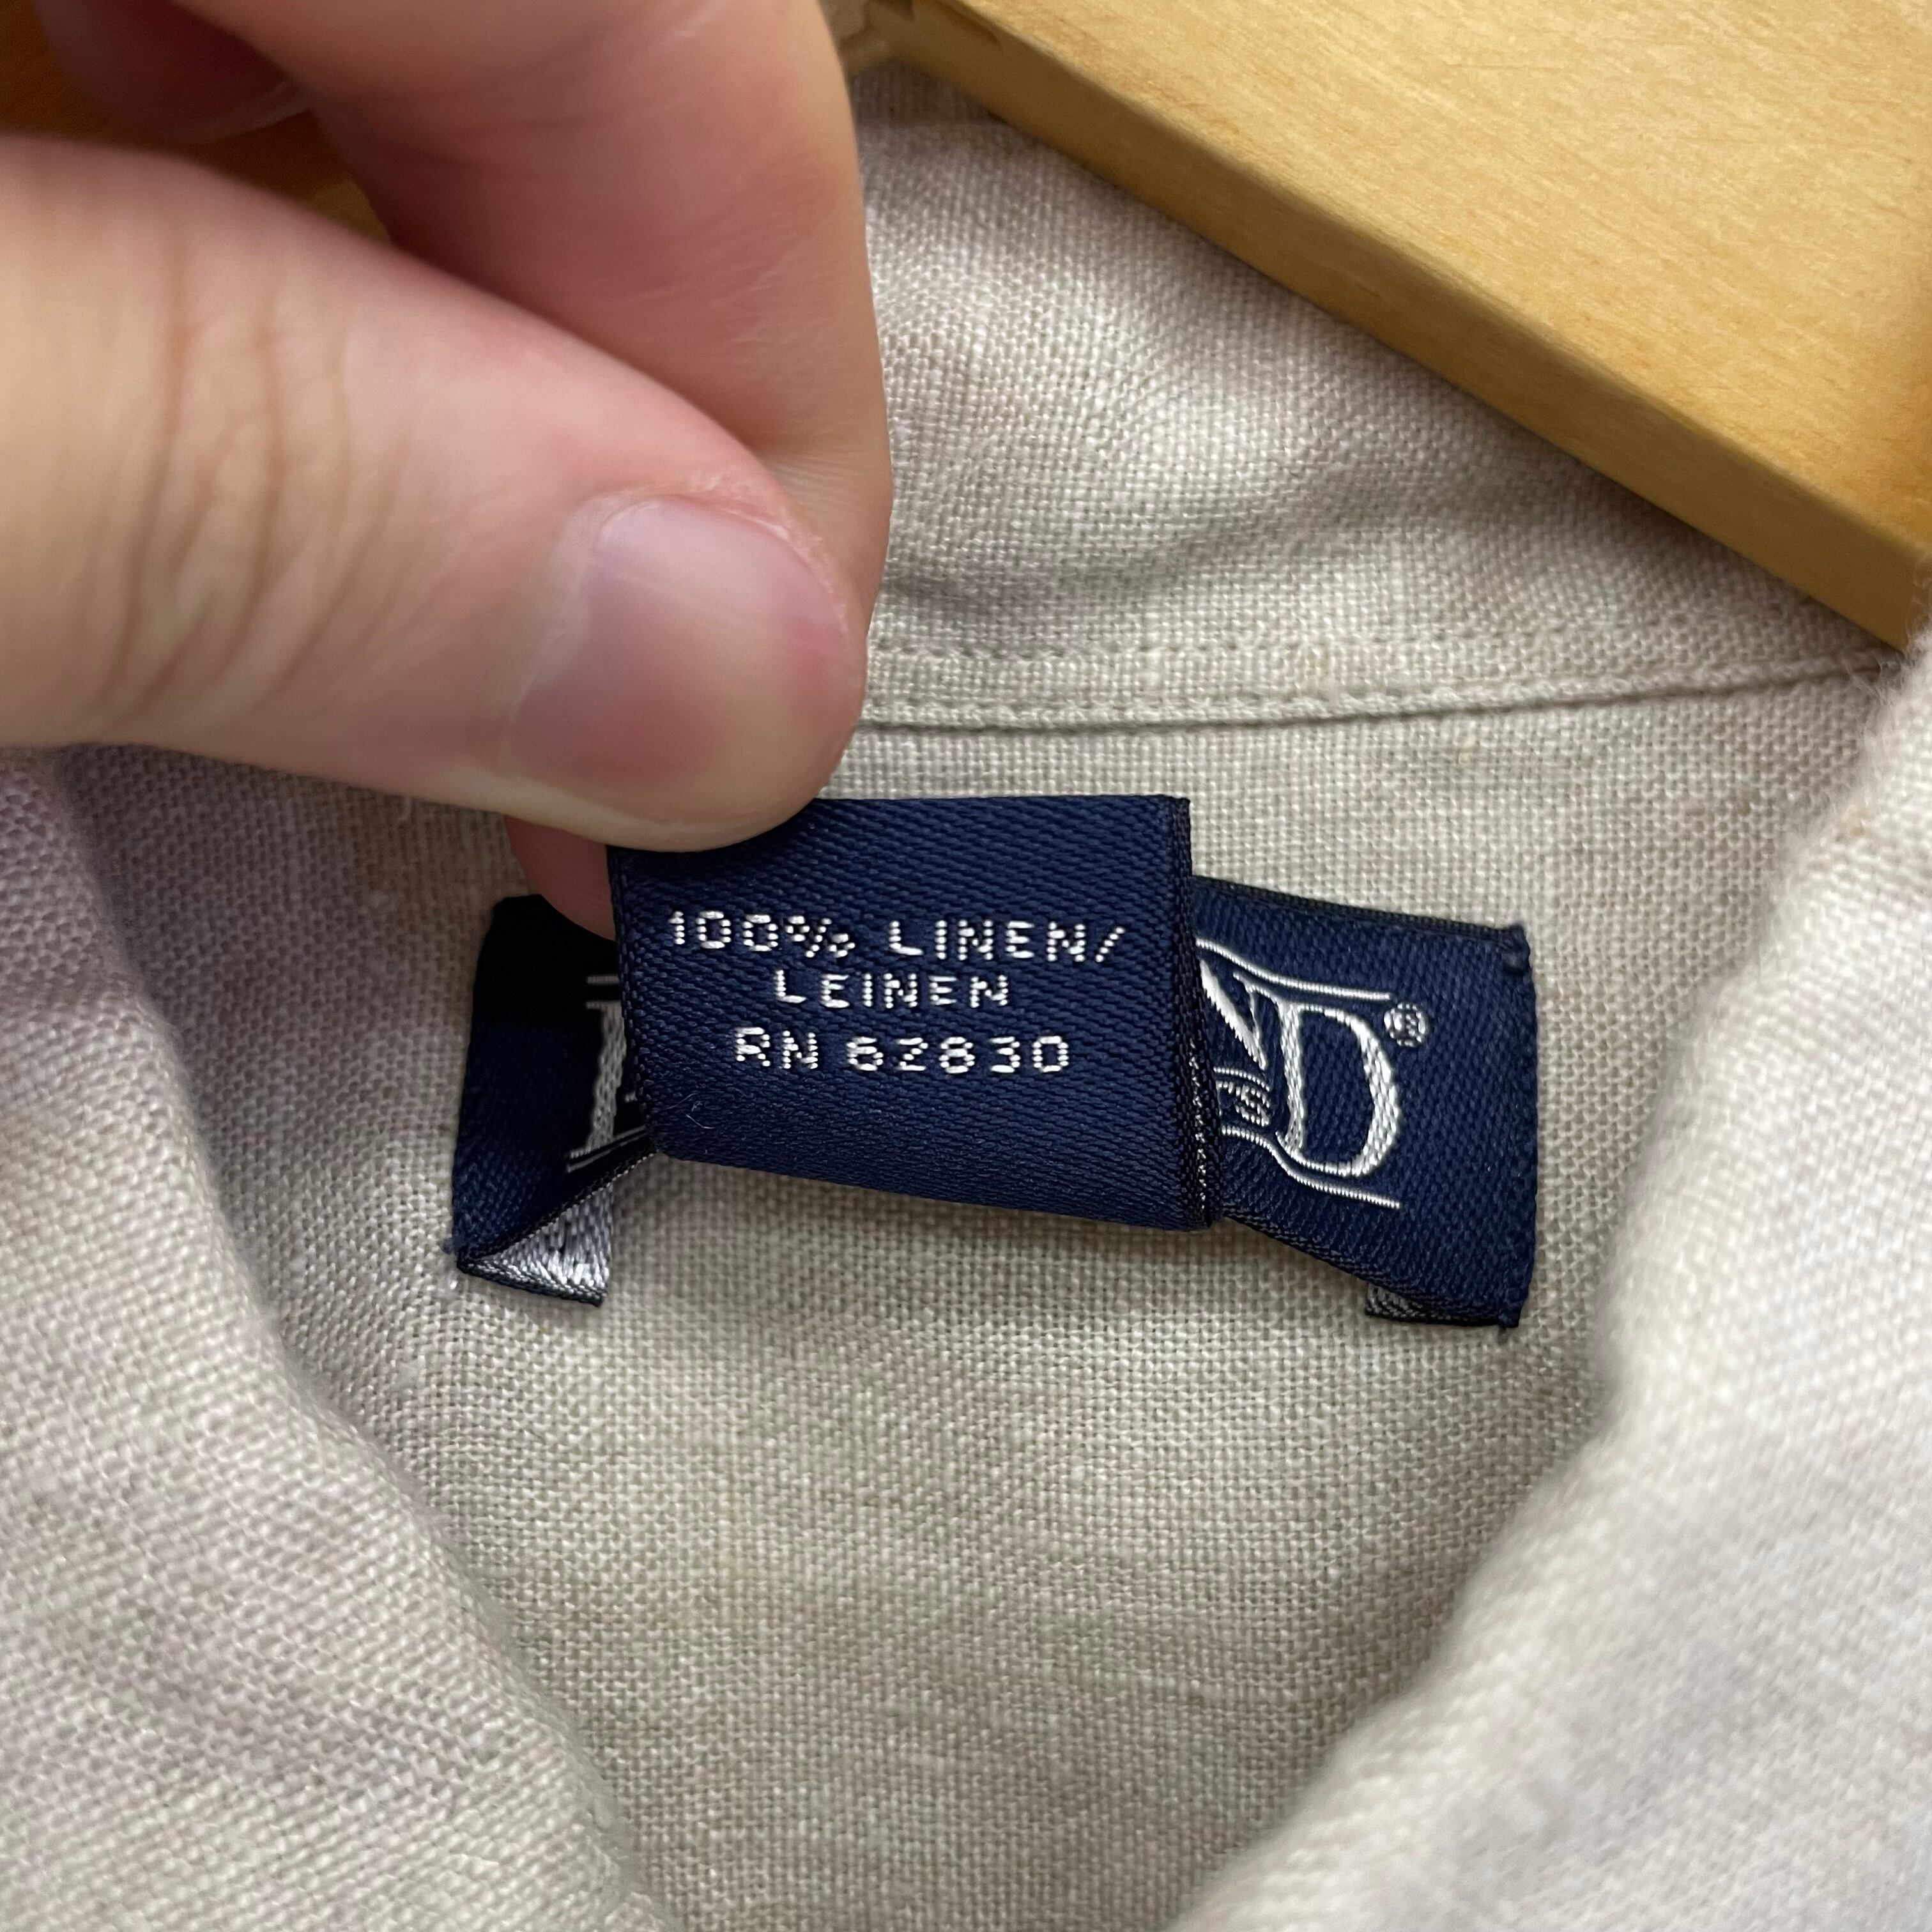 100% LINEN/
LEINEN
RN 62830
D®